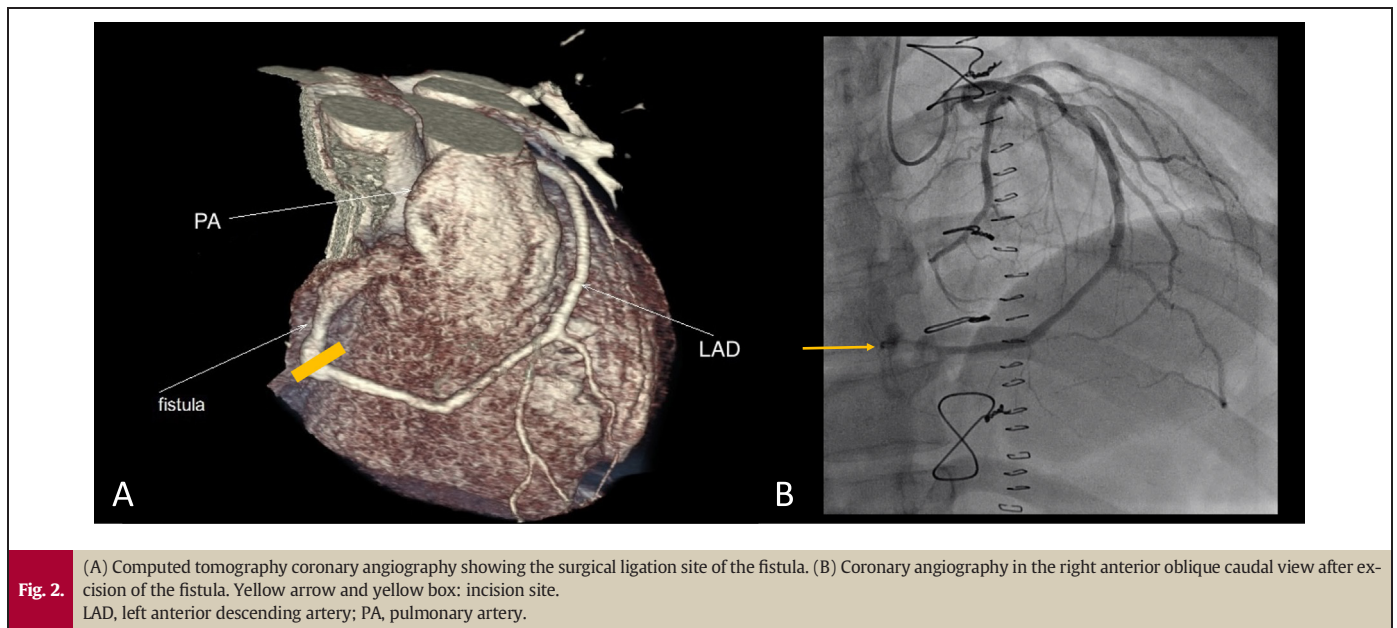 PA
LAD
fistula
A
B
Fig. 2.
(A) Computed tomography coronary angiography showing the surgical ligation site of the fistula. (B) Coronary angiography in the right anterior oblique caudal view after ex-
cision of the fistula. Yellow arrow and yellow box: incision site.
LAD, left anterior descending artery; PA, pulmonary artery.